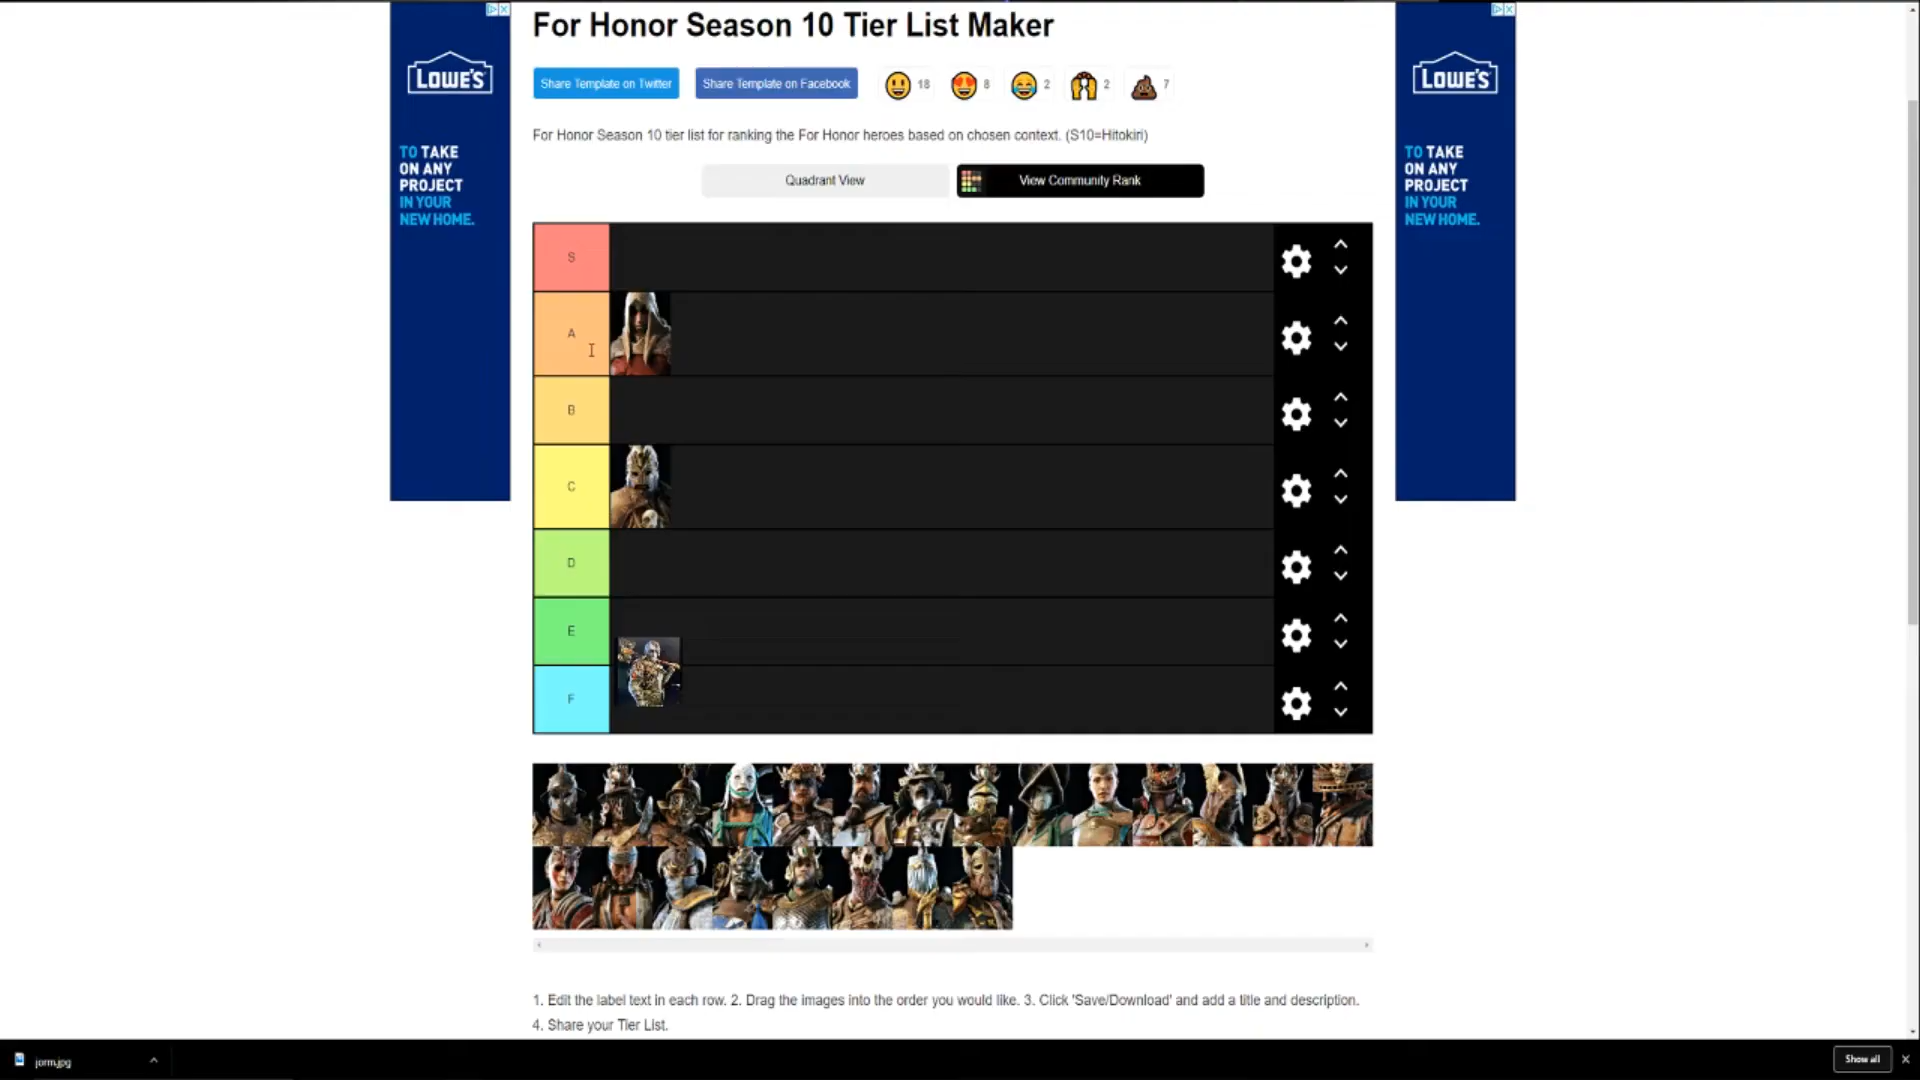 For Honor Season 10 Tier List Maker
Share Template on Twitter
Share Template on Facebook
18
8
2
2
7
For Honor Season 10 tier list for ranking the For Honor heroes based on chosen context. (S10=Hitokiri)
Quadrant View
View Community Rank
LOWE'S
TO TAKE
ON ANY
PROJECT
IN YOUR
NEW HOME.
LOWE'S
TO TAKE
ON ANY
PROJECT
IN YOUR
NEW HOME.
S
A
B
C
D
E
F
1. Edit the label text in each row. 2. Drag the images into the order you would like. 3. Click 'Save/Download' and add a title and description.
4. Share your Tier List.
jorm.jpg
Show all